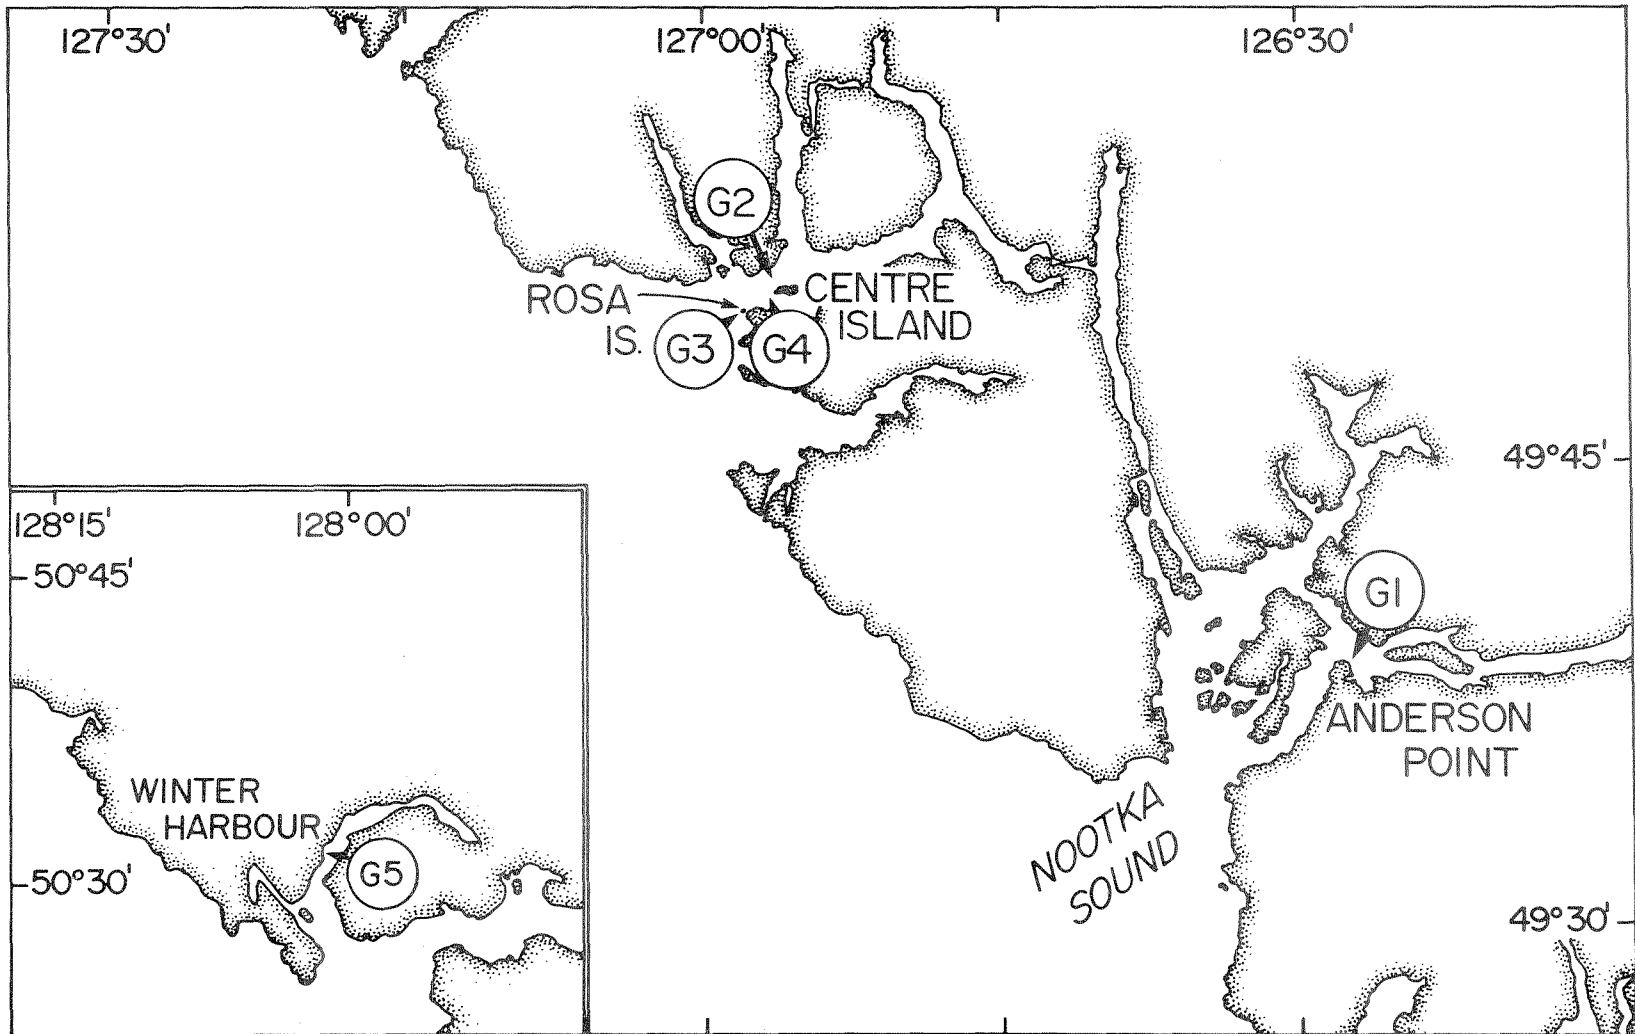 127°30'
127°00'
126°30'
G2
ROSA
IS.
CENTRE
ISLAND
G3
G4
49°45'
128°15'
128°00'
50°45'
G1
ANDERSON
POINT
WINTER
HARBOUR
NOOTKA
SOUND
G5
50°30'
49°30'